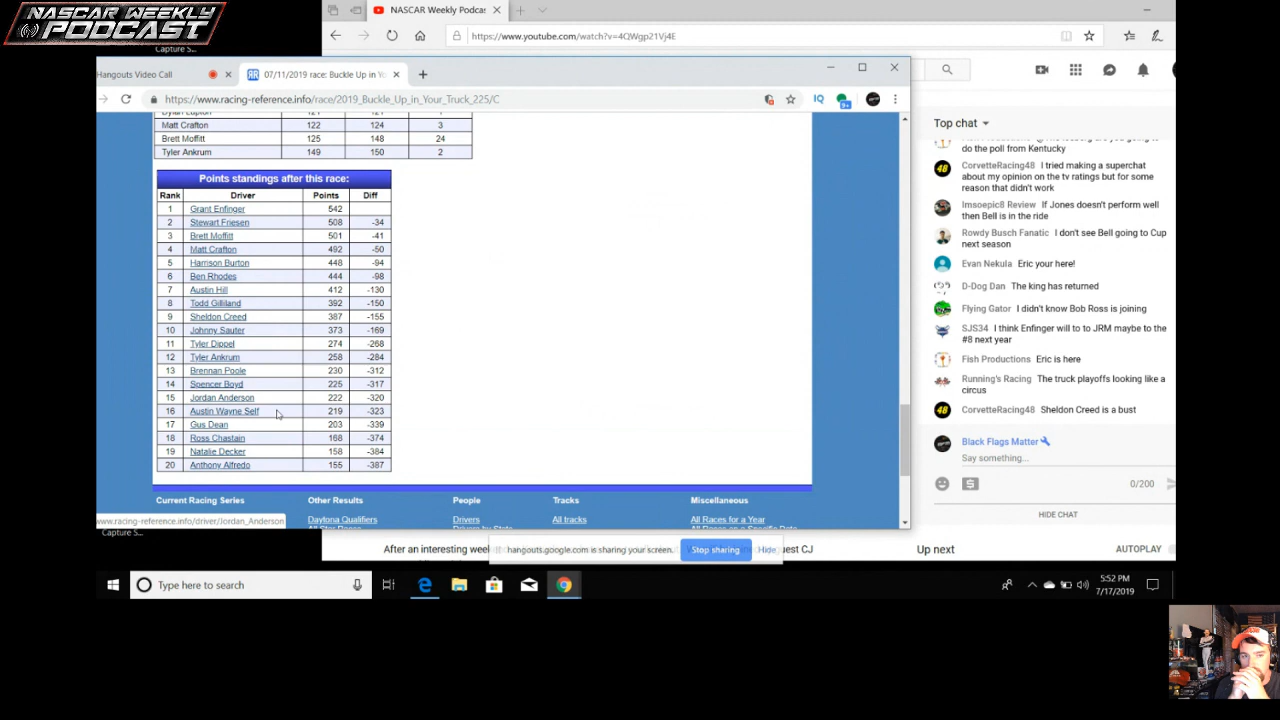 NASCAR WEEKLY
PODCAST
Capture S...
NASCAR Weekly Podcas
https://www.youtube.com/watch?v=4QWgp21Vj4E
Hangouts Video Call
07/11/2019 race: Buckle Up in Yo
https://www.racing-reference.info/race/2019_Buckle_Up_in_Your_Truck_225/C
IQ
9+
Matt Crafton 122 124 3
Brett Moffitt 125 148 24
Tyler Ankrum 149 150 2
Points standings after this race:
Rank Driver Points Diff
1 Grant Enfinger 542
2 Stewart Friesen 508 -34
3 Brett Moffitt 501 -41
4 Matt Crafton 492 -50
5 Harrison Burton 448 -94
6 Ben Rhodes 444 -98
7 Austin Hill 412 -130
8 Todd Gilliland 392 -150
9 Sheldon Creed 387 -155
10 Johnny Sauter 373 -169
11 Tyler Dippel 274 -268
12 Tyler Ankrum 258 -284
13 Brennan Poole 230 -312
14 Spencer Boyd 225 -317
15 Jordan Anderson 222 -320
16 Austin Wayne Self 219 -323
17 Gus Dean 203 -339
18 Ross Chastain 168 -374
19 Natalie Decker 158 -384
20 Anthony Alfredo 155 -387
Current Racing Series Other Results People Tracks Miscellaneous
Daytona Qualifiers Drivers All tracks All Races for a Year
www.racing-reference.info/driver/Jordan_Anderson
Capture S...
hangouts.google.com is sharing your screen. Stop sharing Hide
After an interesting week
uest CJ
Up next
AUTOPLAY
Top chat
do the poll from Kentucky
CorvetteRacing48 I tried making a superchat
about my opinion on the tv ratings but for some
reason that didn't work
Imsoepic8 Review If Jones doesn't perform well
then Bell is in the ride
Rowdy Busch Fanatic I don't see Bell going to Cup
next season
Evan Nekula Eric your here!
D-Dog Dan The king has returned
Flying Gator I didn't know Bob Ross is joining
SJS34 I think Enfinger will to to JRM maybe to the
#8 next year
Fish Productions Eric is here
Running's Racing The truck playoffs looking like a
circus
CorvetteRacing48 Sheldon Creed is a bust
Black Flags Matter
Say something...
0/200
HIDE CHAT
Type here to search
5:52 PM
7/17/2019